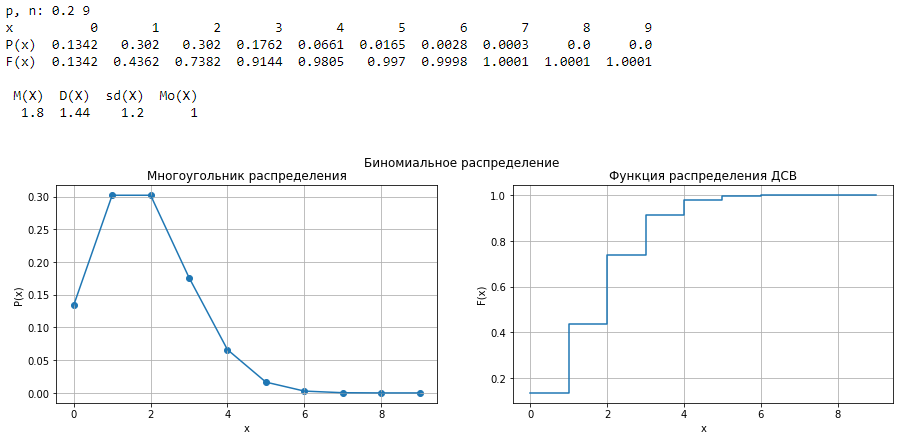 p, n: 0.2 9
x 0 1 2 3 4 5 6 7 8 9
P(x) 0.1342 0.302 0.302 0.1762 0.0661 0.0165 0.0028 0.0003 0.0 0.0
F(x) 0.1342 0.4362 0.7382 0.9144 0.9805 0.997 0.9998 1.0001 1.0001 1.0001
M(X) D(X) sd(X) Mo(X)
1.8 1.44 1.2 1
Биномиальное распределение
Многоугольник распределения
0.30
0.25
0.20
0.15
0.10
0.05
0.00
P(x)
0 2 4 6 8
x
Функция распределения ДСВ
1.0
0.8
0.6
0.4
0.2
F(x)
0 2 4 6 8
x